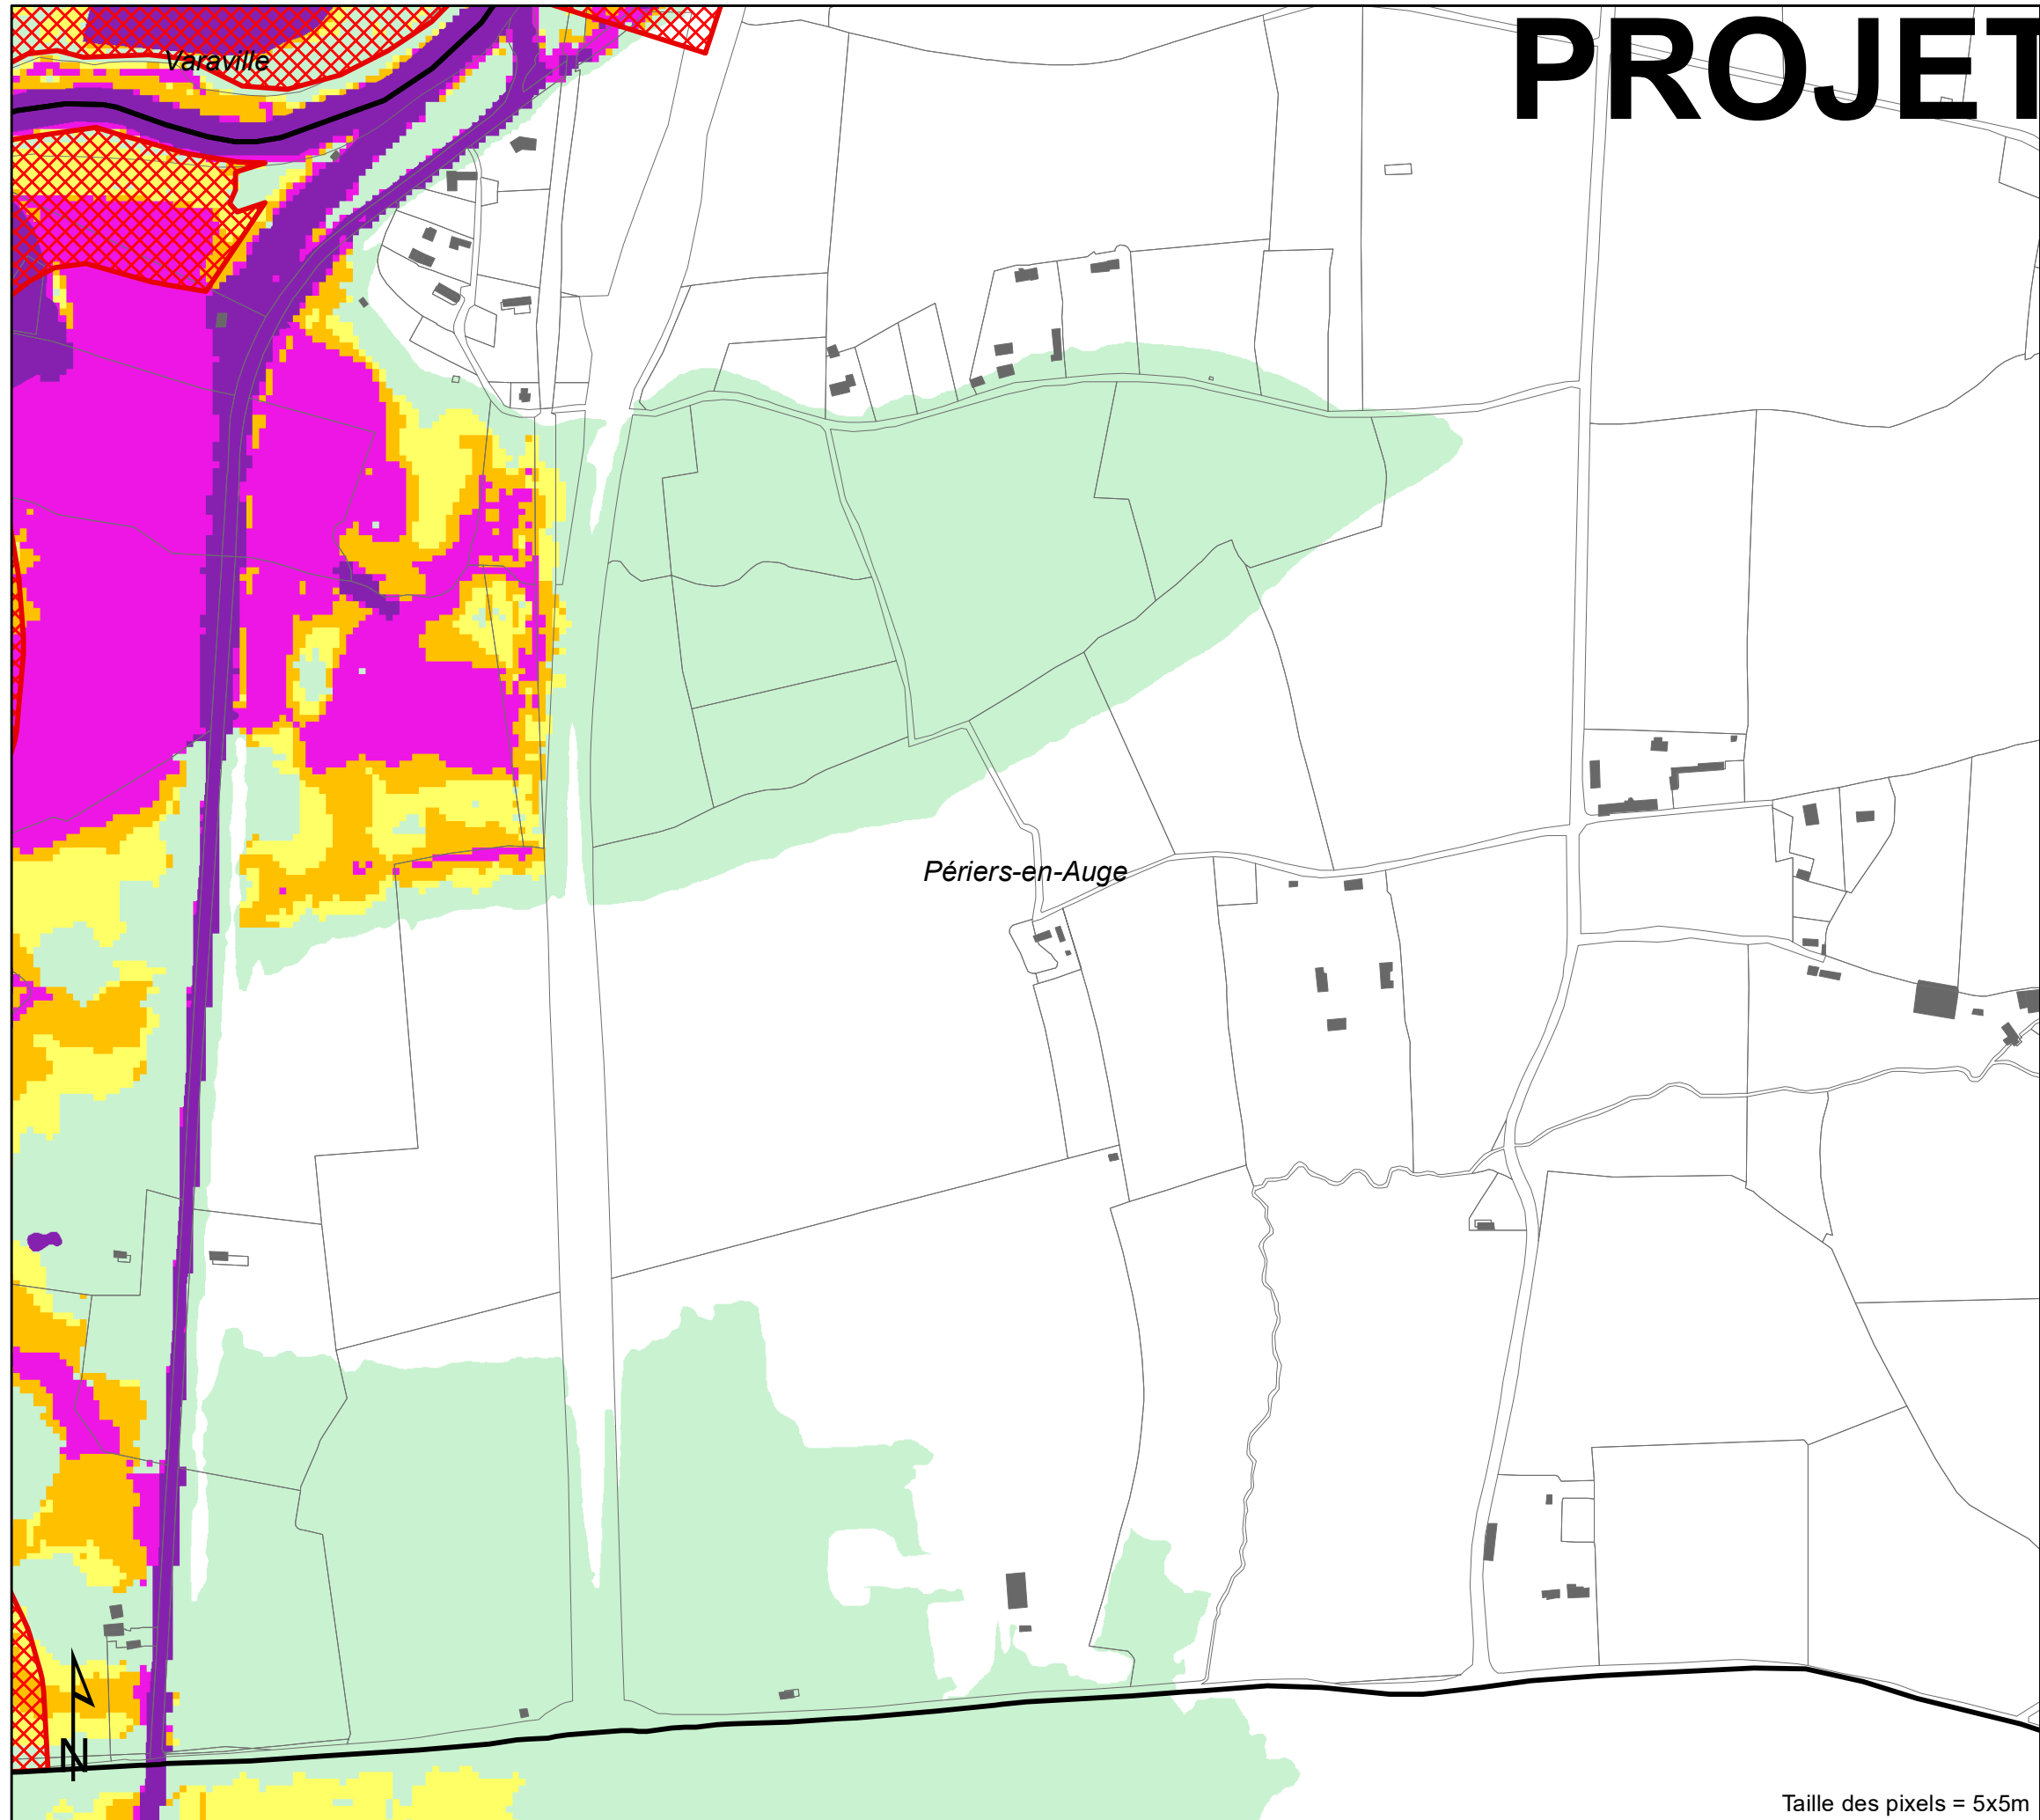 PROJET
Varaville
Périers-en-Auge
N
Taille des pixels = 5x5m